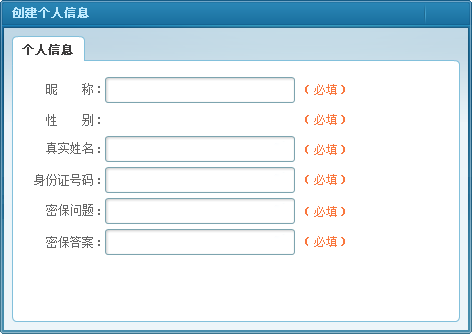 创建个人信息
个人信息
昵　　称：（必填）
性　　别：（必填）
真实姓名：（必填）
身份证号码：（必填）
密保问题：（必填）
密保答案：（必填）